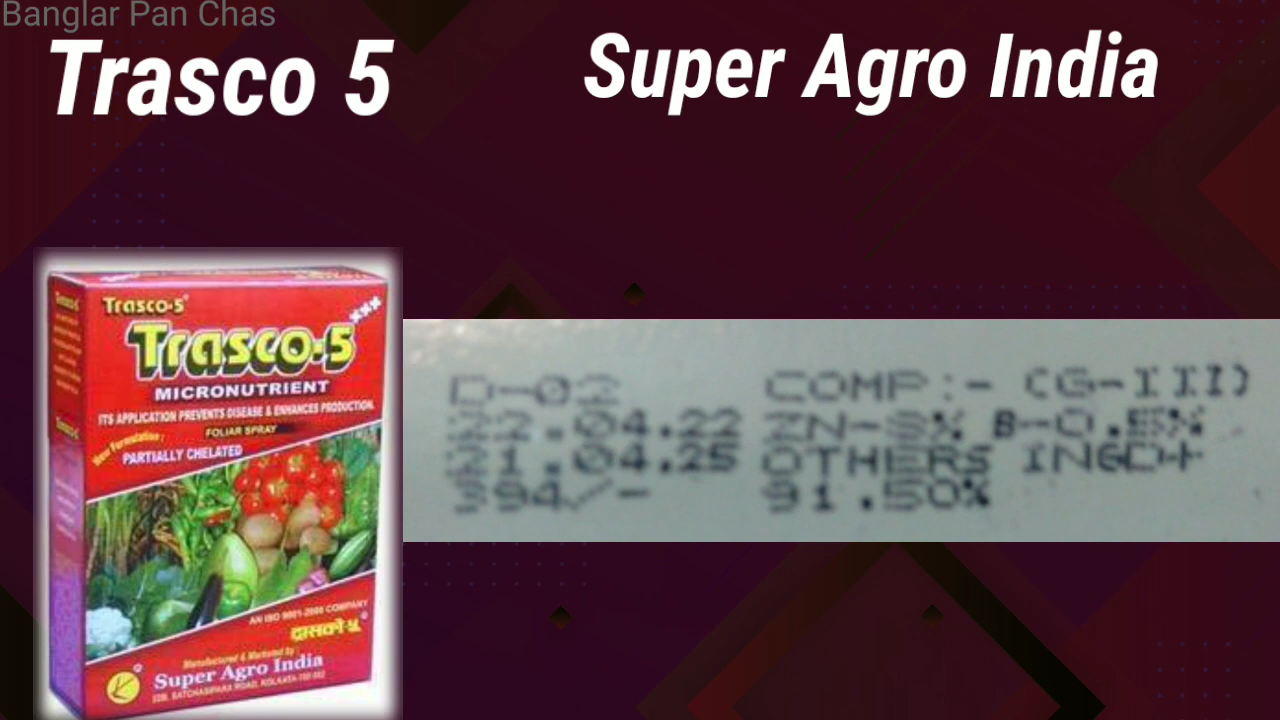 Banglar Pan Chas
Trasco 5
Super Agro India
Trasco-5
Trasco-5
xxx
MICRONUTRIENT
ITS APPLICATION PREVENTS DISEASE & ENHANCES PRODUCTION.
FOLIAR SPRAY
New Formulation:
PARTIALLY CHELATED
AN ISO 9001-2008 COMPANY
Manufactured & Marketed by:
Super Agro India
D-02 COMP:- (G-III)
22.04.22 ZN-8% B-0.5%
21.04.25 OTHERS INGD+
394/- 91.50%